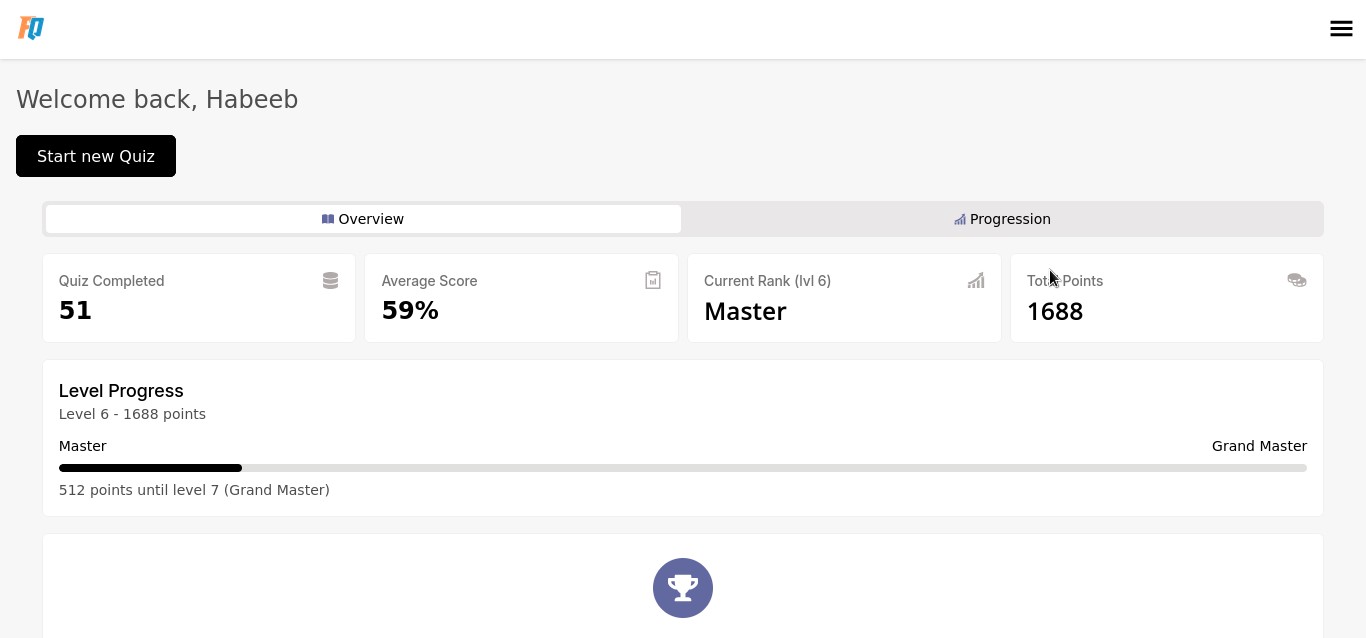 FQ
Welcome back, Habeeb
Start new Quiz
Overview
Progression
Quiz Completed
51
Average Score
59%
Current Rank (lvl 6)
Master
Total Points
1688
Level Progress
Level 6 - 1688 points
Master
Grand Master
512 points until level 7 (Grand Master)